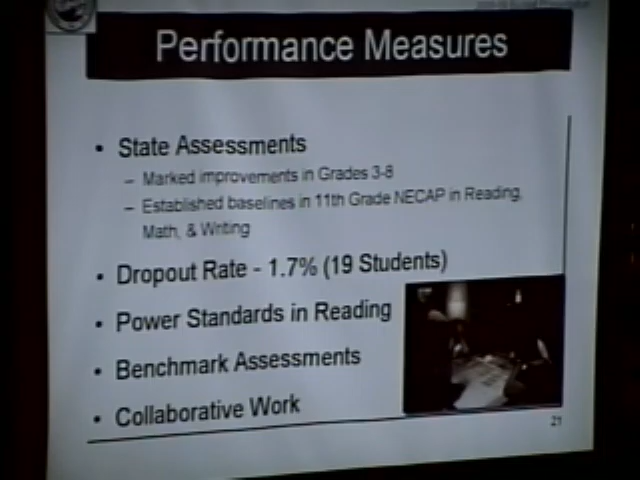 Performance Measures
• State Assessments
– Marked improvements in Grades 3-8
– Established baselines in 11th Grade NECAP in Reading,
Math, & Writing
• Dropout Rate - 1.7% (19 Students)
• Power Standards in Reading
• Benchmark Assessments
• Collaborative Work
21